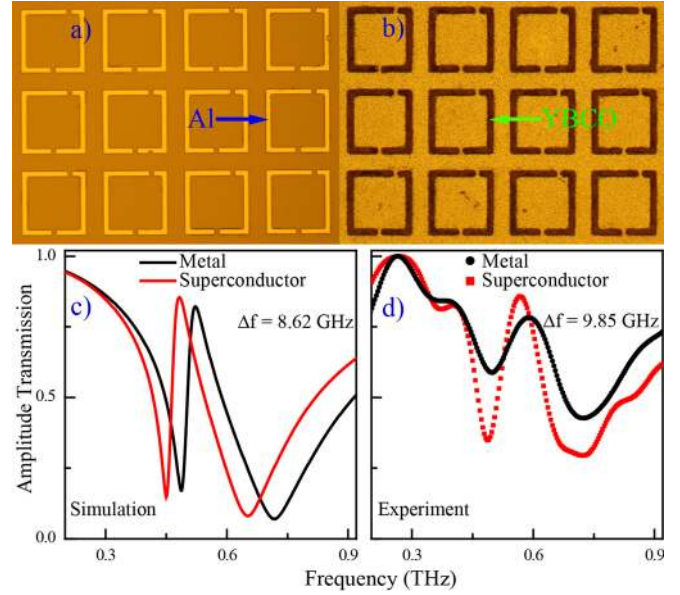 a)
b)
Al
YBCO
Metal
Superconductor
c)
Δf = 8.62 GHz
Simulation
Metal
Superconductor
d)
Δf = 9.85 GHz
Experiment
Amplitude Transmission
1.0
0.5
0.0
0.3
0.6
0.9
0.3
0.6
0.9
Frequency (THz)